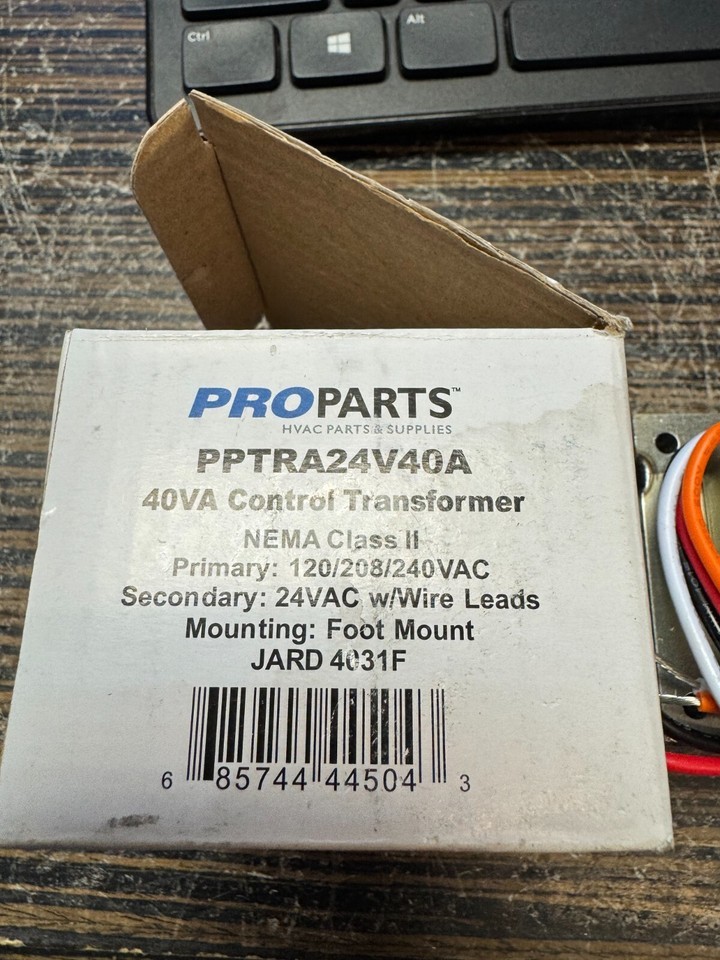 Ctrl
Alt
PROPARTS™
HVAC PARTS & SUPPLIES
PPTRA24V40A
40VA Control Transformer
NEMA Class II
Primary: 120/208/240VAC
Secondary: 24VAC w/Wire Leads
Mounting: Foot Mount
JARD 4031F
6 85744 44504 3